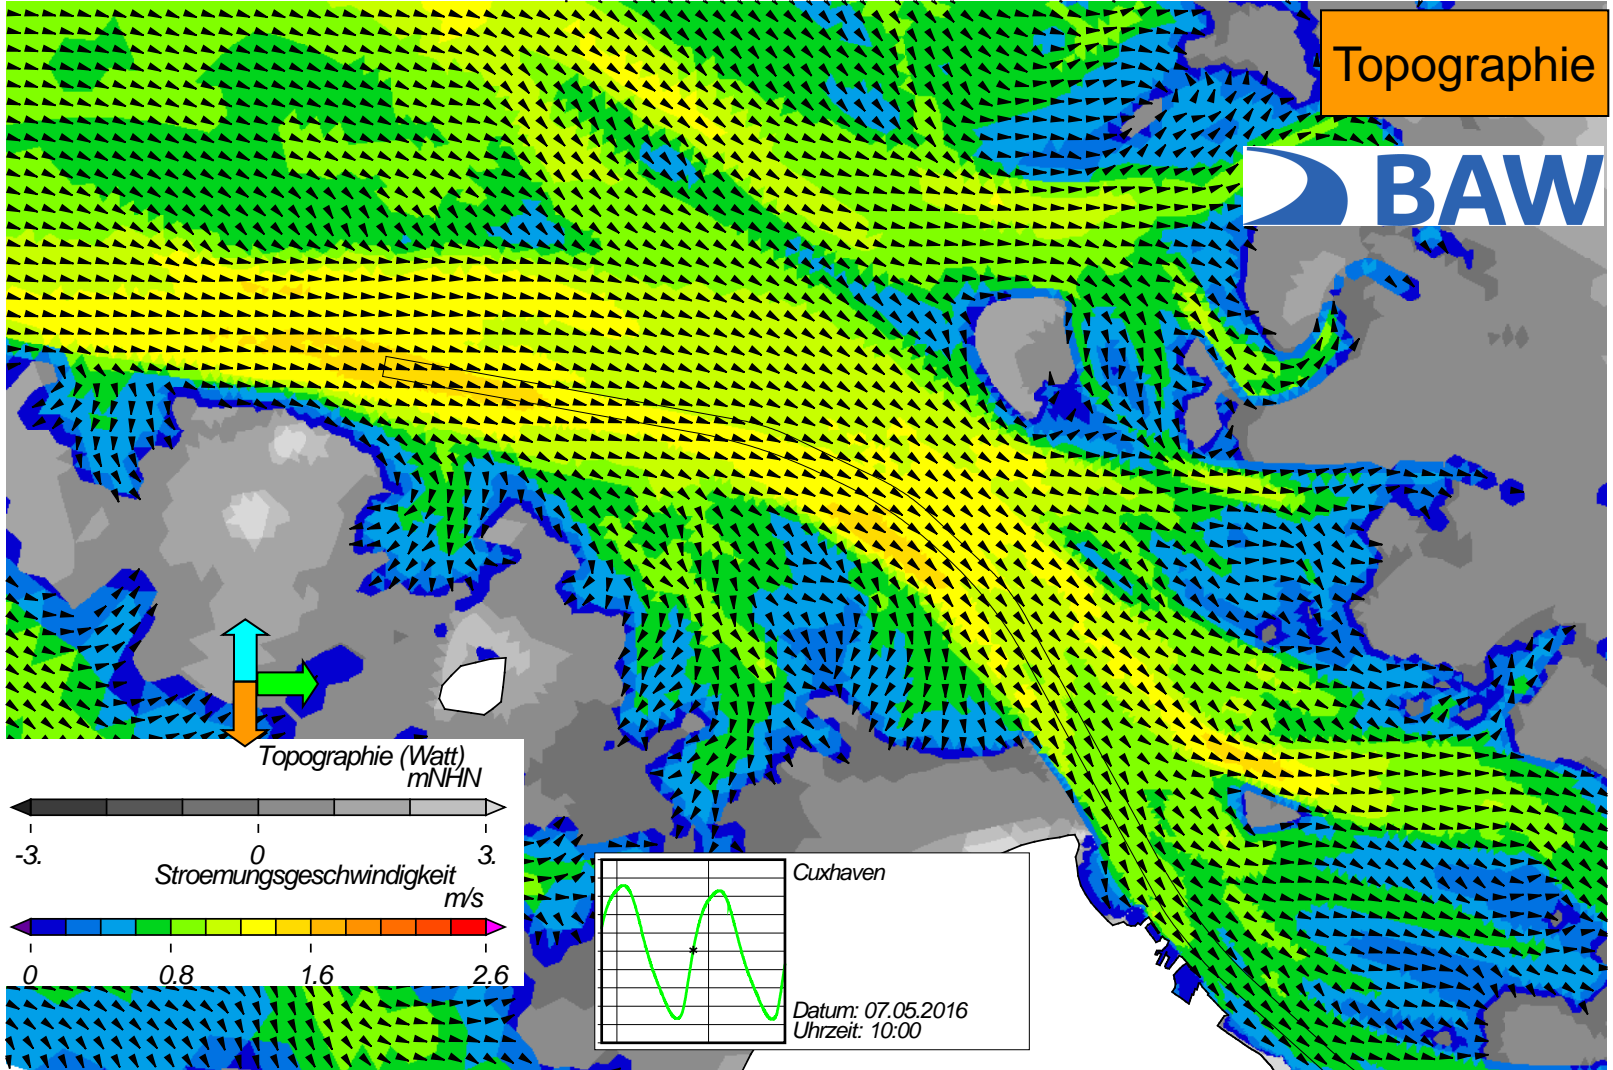 Topographie
BAW
Topographie (Watt)
mNHN
-3. 0 3.
Stroemungsgeschwindigkeit
m/s
0 0.8 1.6 2.6
Cuxhaven
Datum: 07.05.2016
Uhrzeit: 10:00